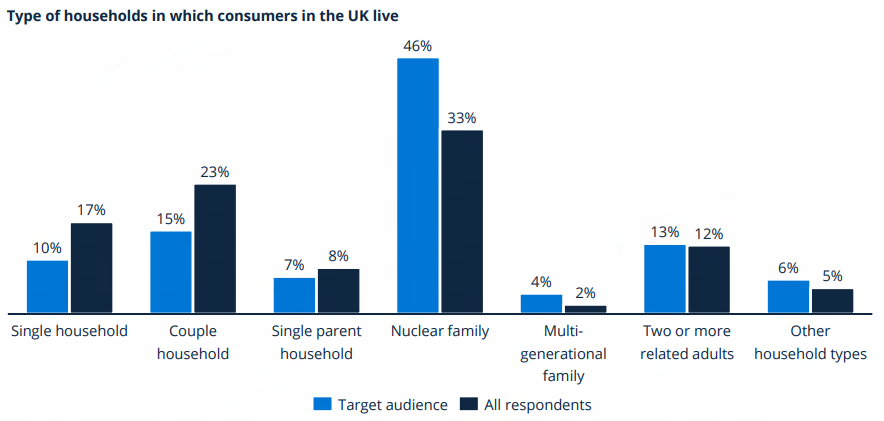 Type of households in which consumers in the UK live
46%
33%
23%
17%
15%
13%
12%
10%
8%
7%
6%
5%
4%
2%
Single household
Couple
household
Single parent
household
Nuclear family
Multi-
generational
family
Two or more
related adults
Other
household types
Target audience
All respondents